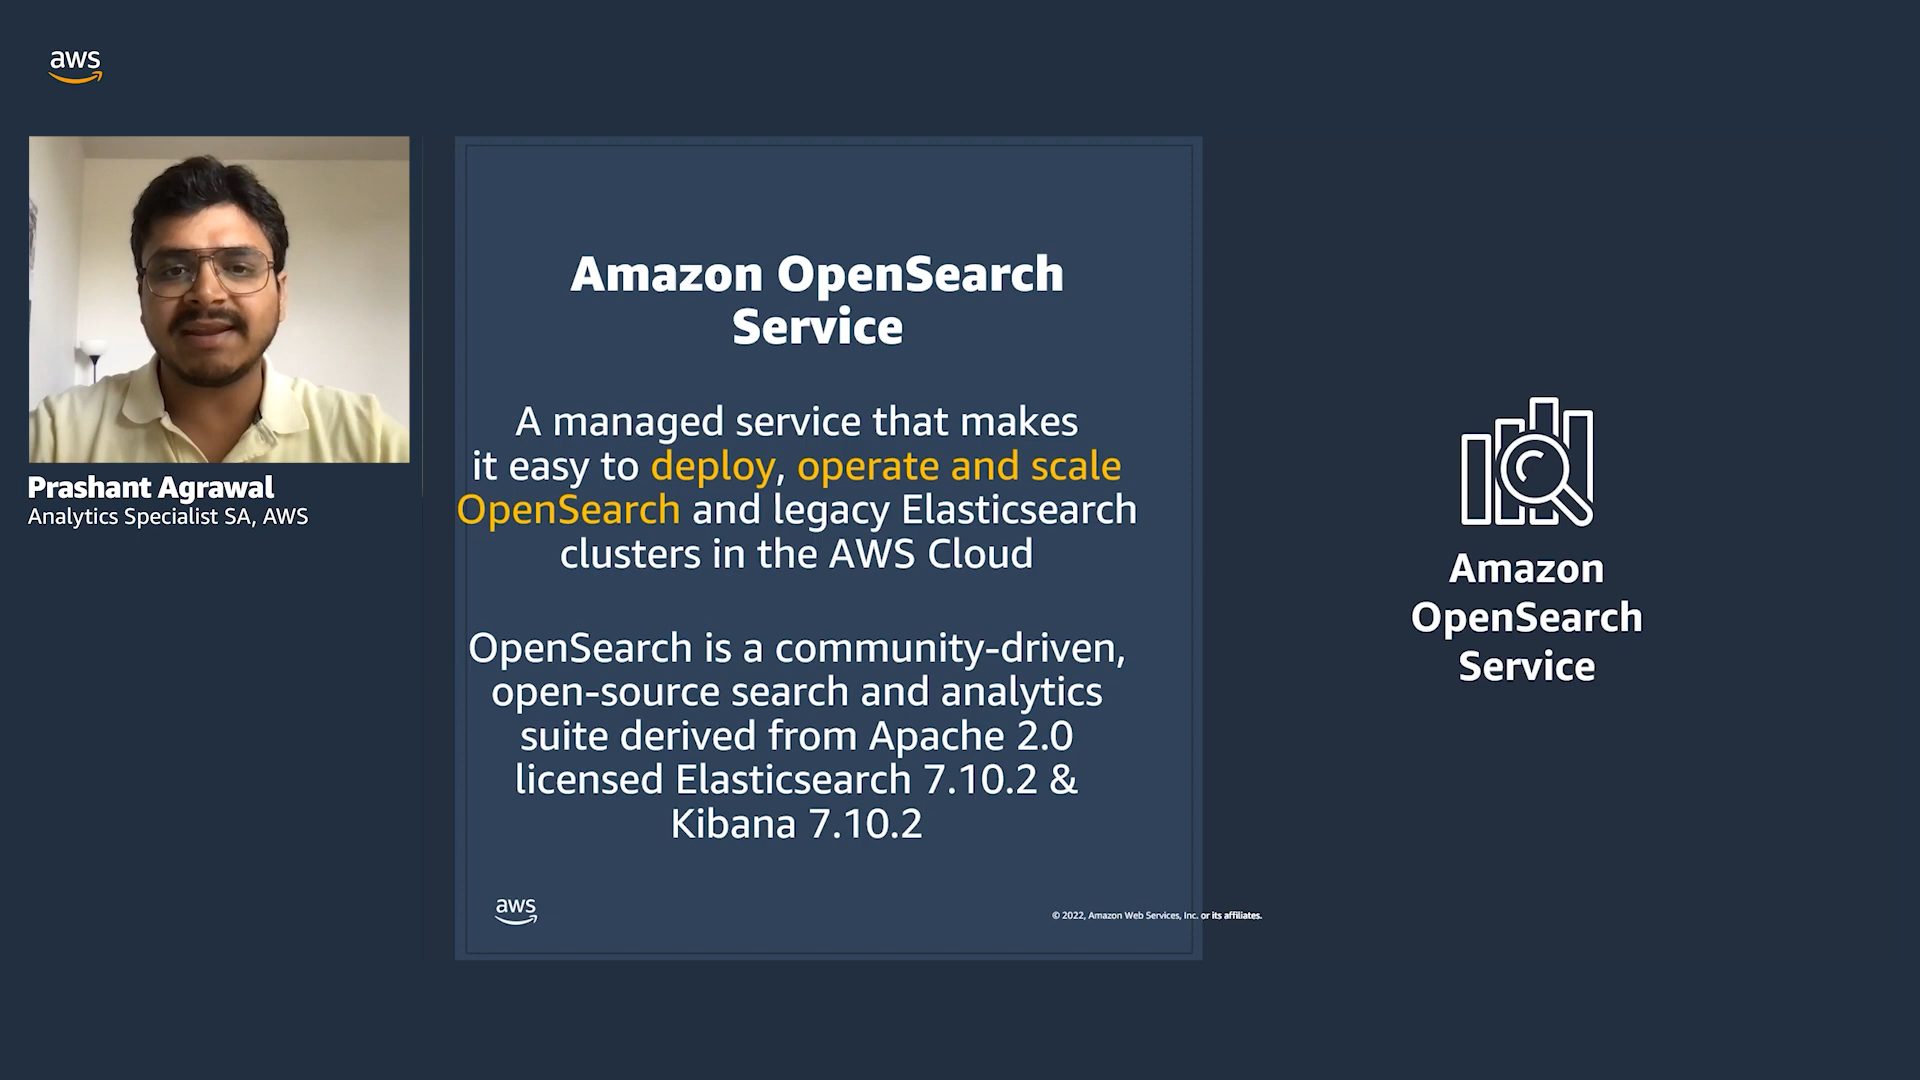 aws
Prashant Agrawal
Analytics Specialist SA, AWS
Amazon OpenSearch
Service
A managed service that makes
it easy to deploy, operate and scale
OpenSearch and legacy Elasticsearch
clusters in the AWS Cloud
OpenSearch is a community-driven,
open-source search and analytics
suite derived from Apache 2.0
licensed Elasticsearch 7.10.2 &
Kibana 7.10.2
aws
© 2022, Amazon Web Services, Inc. or its affiliates.
Amazon
OpenSearch
Service